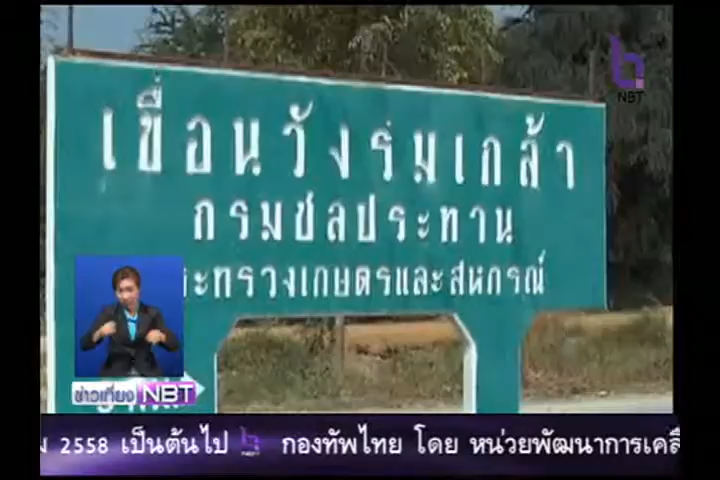 NBT
เขื่อนวังร่มเกล้า
กรมชลประทาน
ะทรวงเกษตรและสหกรณ์
ข่าวเที่ยง NBT
2558 เป็นต้นไป NBT กองทัพไทย โดย หน่วยพัฒนาการเคลื